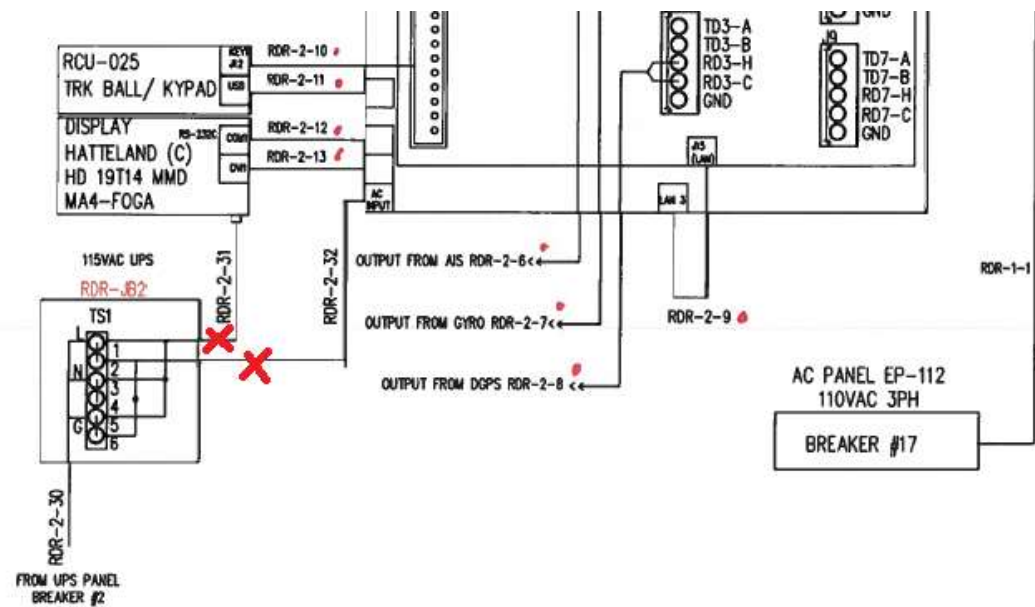 RCU-025
TRK BALL/ KYPAD
J12
USB
RDR-2-10
RDR-2-11
DISPLAY
HATTELAND (C)
HD 19T14 MMD
MA4-FOGA
RS-232C
COM1
DVI1
RDR-2-12
RDR-2-13
AC
INPUT
TD3-A
TD3-B
RD3-H
RD3-C
GND
GND
J9
TD7-A
TD7-B
RD7-H
RD7-C
GND
J15
(LAN)
LAN 3
115VAC UPS
RDR-JB2
TS1
L
N
G
1
2
3
4
5
6
RDR-2-31
RDR-2-32
RDR-2-30
FROM UPS PANEL
BREAKER #2
OUTPUT FROM AIS RDR-2-6<<
OUTPUT FROM GYRO RDR-2-7<<
OUTPUT FROM DGPS RDR-2-8<<
RDR-2-9
RDR-1-1
AC PANEL EP-112
110VAC 3PH
BREAKER #17